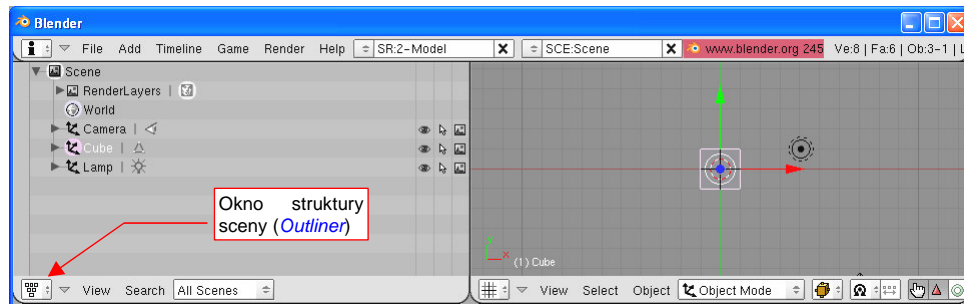 Blender
File Add Timeline Game Render Help SR:2-Model X SCE:Scene X www.blender.org 245 Ve:8 | Fa:6 | Ob:3-1 | L
Scene
RenderLayers |
World
Camera |
Cube |
Lamp |
Okno struktury
sceny (Outliner)
y
x
(1) Cube
View Search All Scenes
View Select Object Object Mode